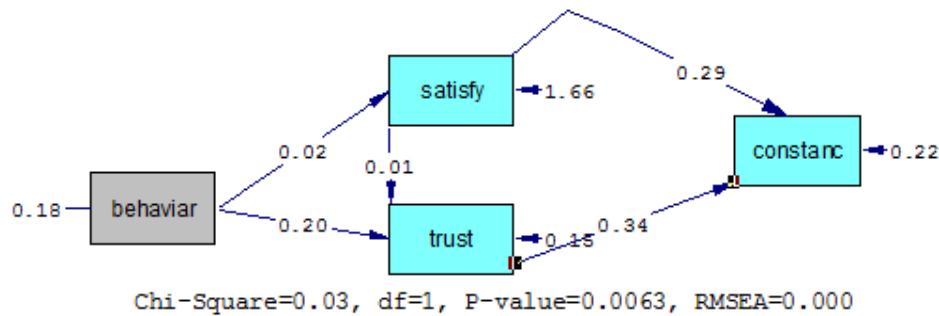 satisfy
0.29
1.66
0.02
constanc
0.22
0.01
0.18
behaviar
0.20
trust
0.15
0.34
Chi-Square=0.03, df=1, P-value=0.0063, RMSEA=0.000